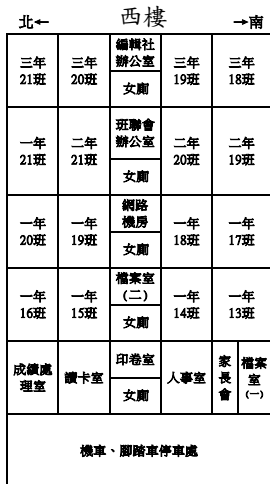 北← 西樓 →南
三年 21班 三年 20班 編輯社 辦公室 女廁 三年 19班 三年 18班
一年 21班 二年 21班 班聯會 辦公室 女廁 二年 20班 二年 19班
一年 20班 一年 19班 網路 機房 女廁 一年 18班 一年 17班
一年 16班 一年 15班 檔案室 (二) 女廁 一年 14班 一年 13班
成績處 理室 讀卡室 印卷室 女廁 人事室 家長會 檔案室 (一)
機車、腳踏車停車處